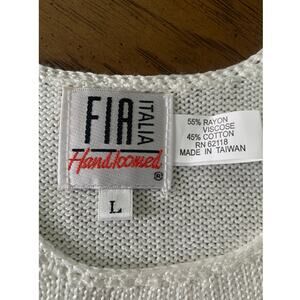 FIA ITALIA
Handloomed
®
L
55% RAYON
VISCOSE
45% COTTON
RN 62118
MADE IN TAIWAN